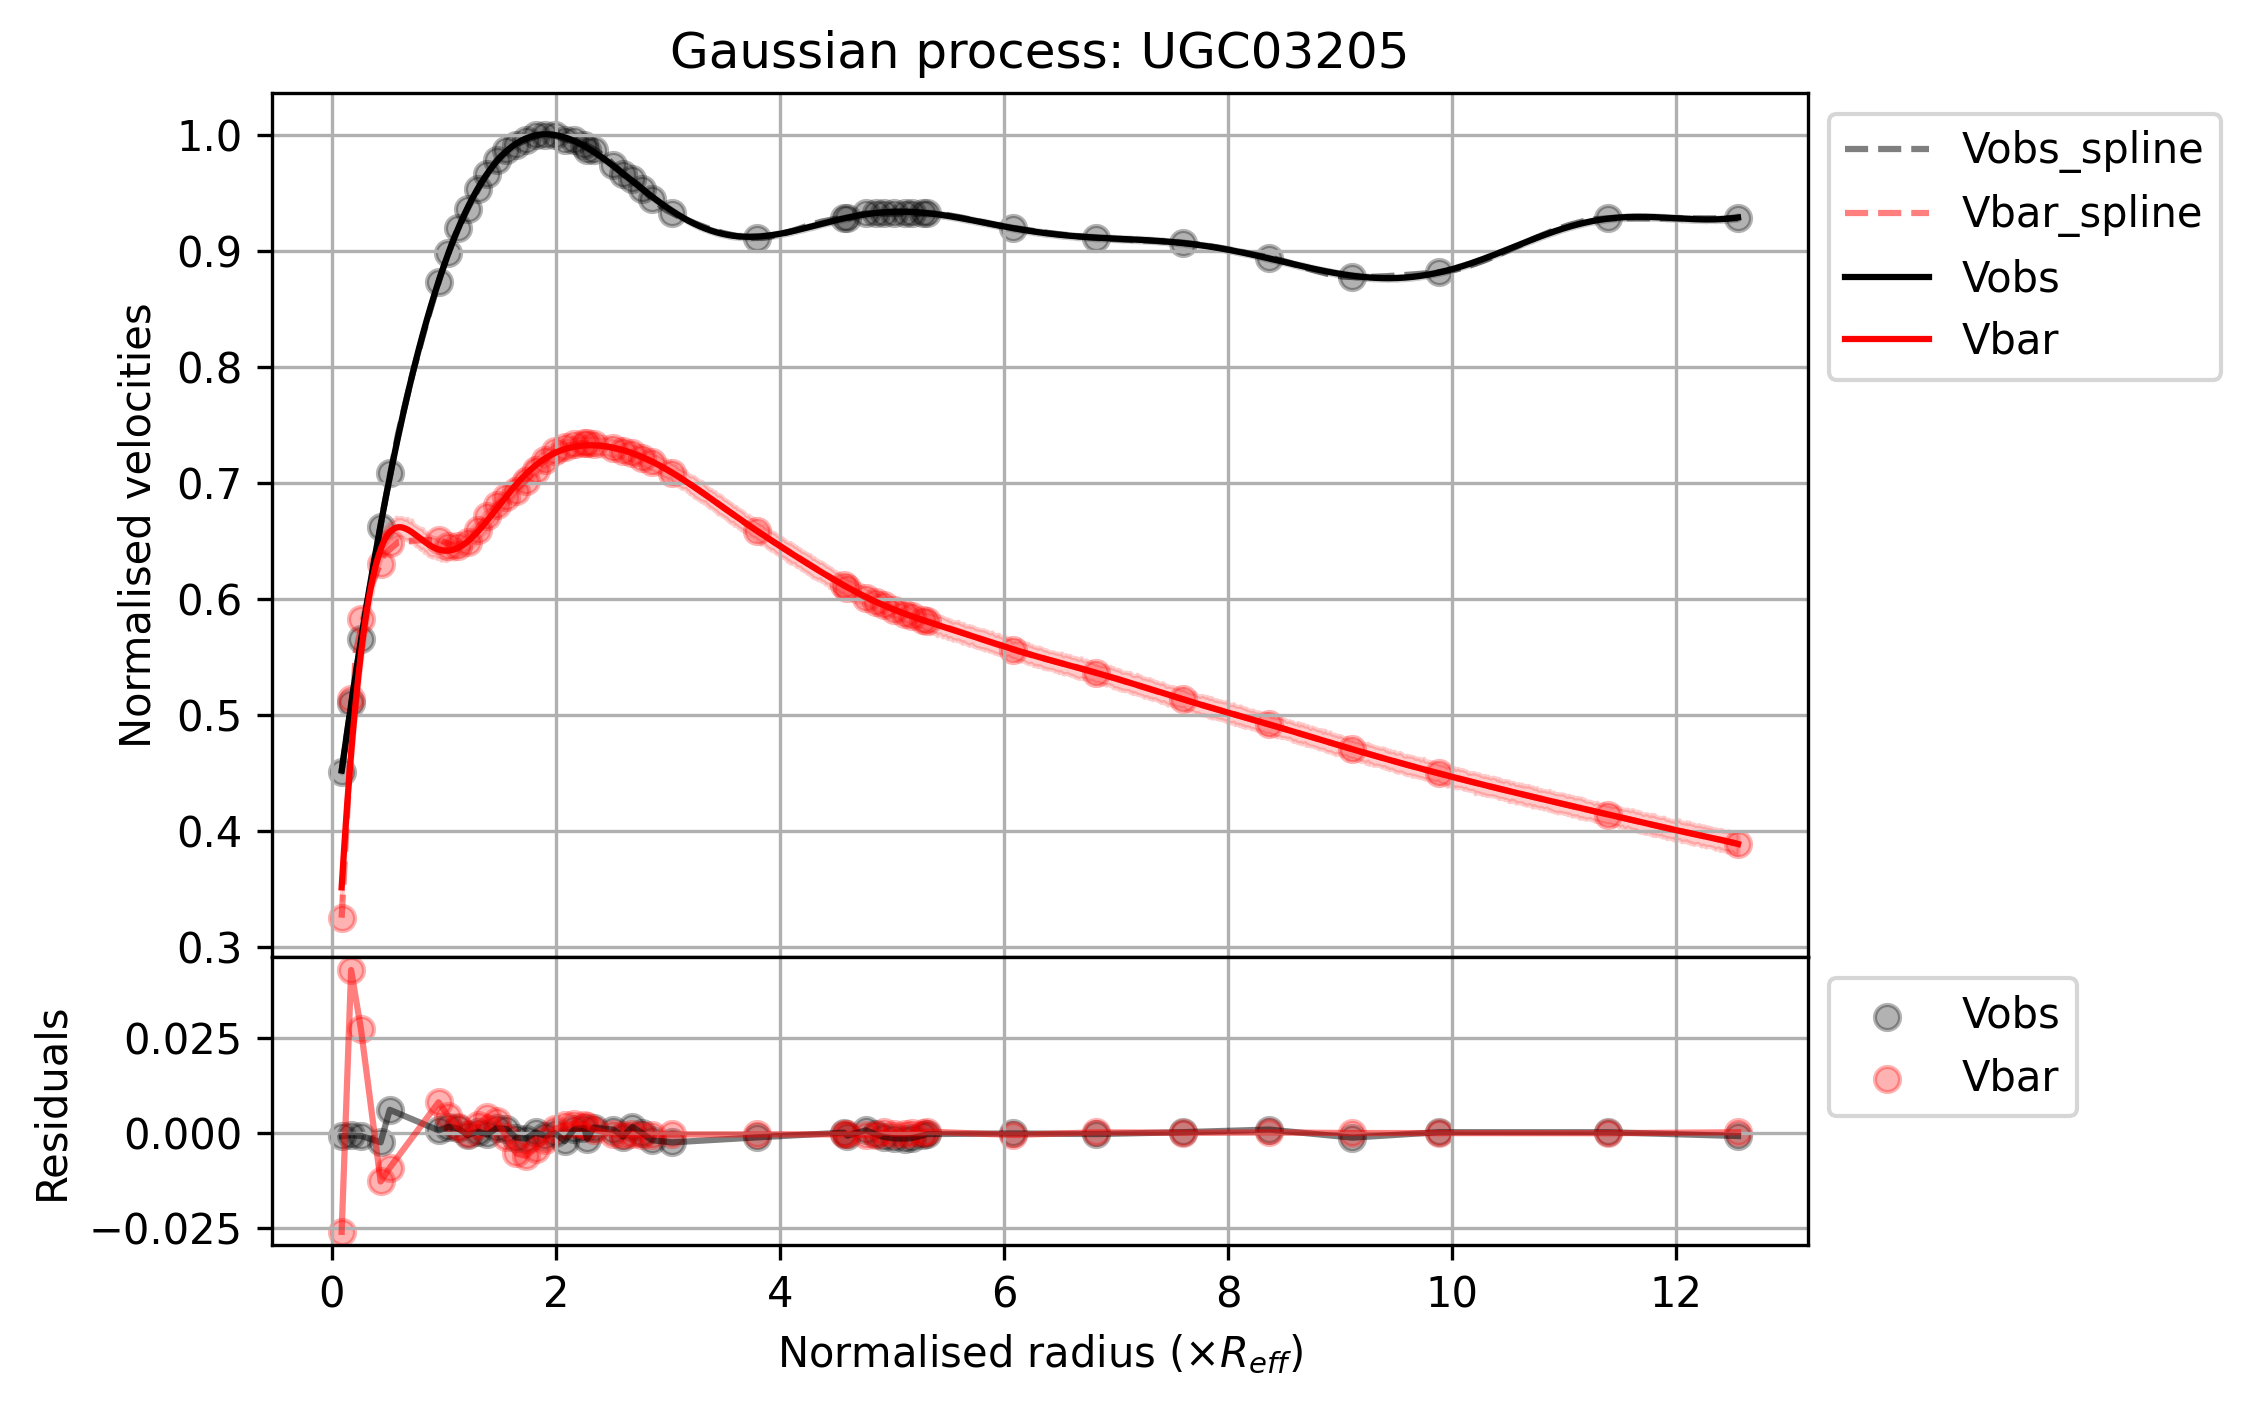 Gaussian process: UGC03205
Normalised velocities
1.0
0.9
0.8
0.7
0.6
0.5
0.4
0.3
Vobs_spline
Vbar_spline
Vobs
Vbar
Residuals
0.025
0.000
−0.025
Vobs
Vbar
0 2 4 6 8 10 12
Normalised radius (×R_eff)